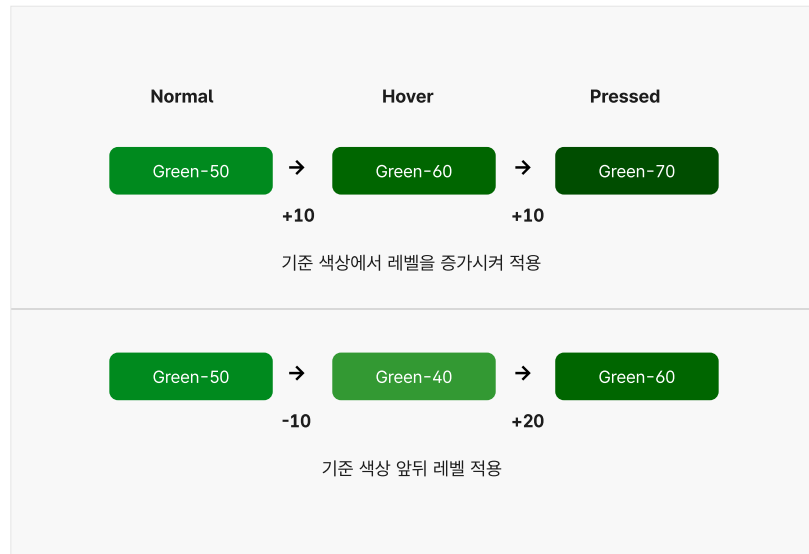 Normal Hover Pressed
Green-50 → Green-60 → Green-70
+10 +10
기준 색상에서 레벨을 증가시켜 적용
Green-50 → Green-40 → Green-60
-10 +20
기준 색상 앞뒤 레벨 적용